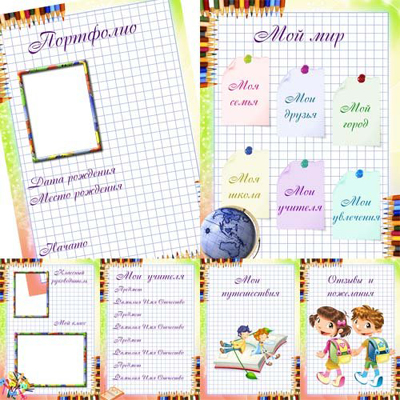 Портфолио
Дата рождения
Место рождения
Начато
Мой мир
Моя
семья
Мои
друзья
Мой
город
Моя
школа
Мои
учителя
Мои
увлечения
Классный
руководитель
Мой класс
Мои учителя
Предмет
Фамилия Имя Отчество
Предмет
Фамилия Имя Отчество
Предмет
Фамилия Имя Отчество
Предмет
Фамилия Имя Отчество
Мои
путешествия
Отзывы и
пожелания